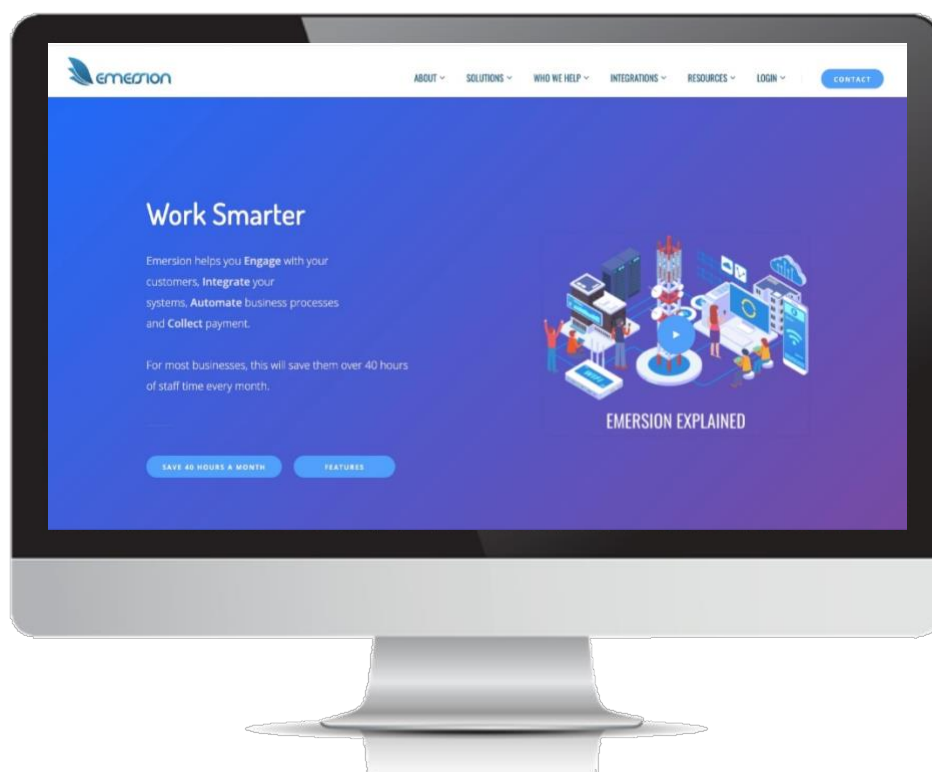 emersion
ABOUT
SOLUTIONS
WHO WE HELP
INTEGRATIONS
RESOURCES
LOGIN
CONTACT
Work Smarter
Emersion helps you Engage with your
customers, Integrate your
systems, Automate business processes
and Collect payment.
For most businesses, this will save them over 40 hours
of staff time every month.
SAVE 40 HOURS A MONTH
FEATURES
WIFI
EMERSION EXPLAINED